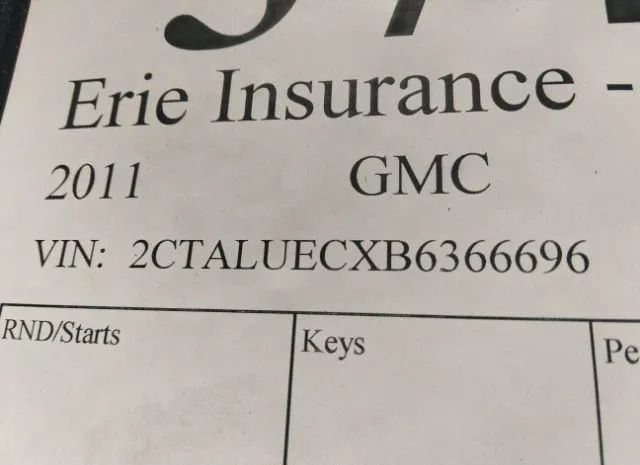 Erie Insurance -
2011 GMC
VIN: 2CTALUECXB6366696
RND/Starts Keys Pe